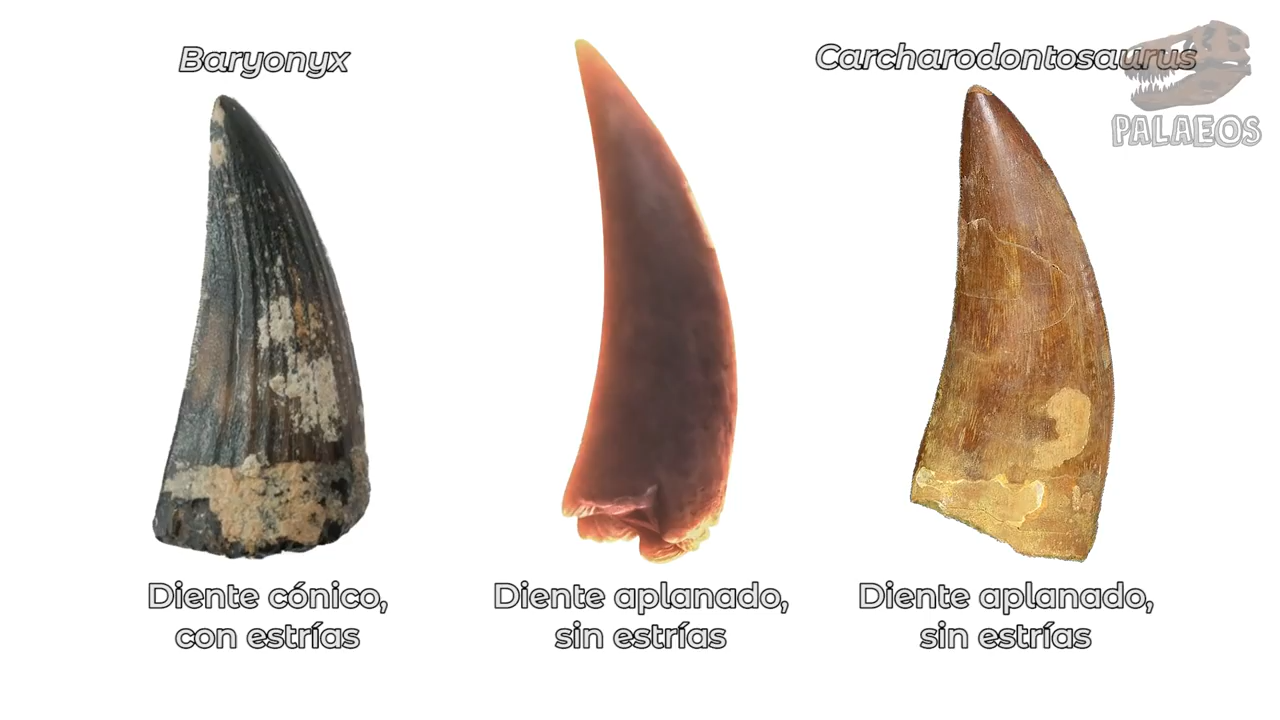 Baryonyx
Carcharodontosaurus
PALAEOS
Diente cónico,
con estrías
Diente aplanado,
sin estrías
Diente aplanado,
sin estrías